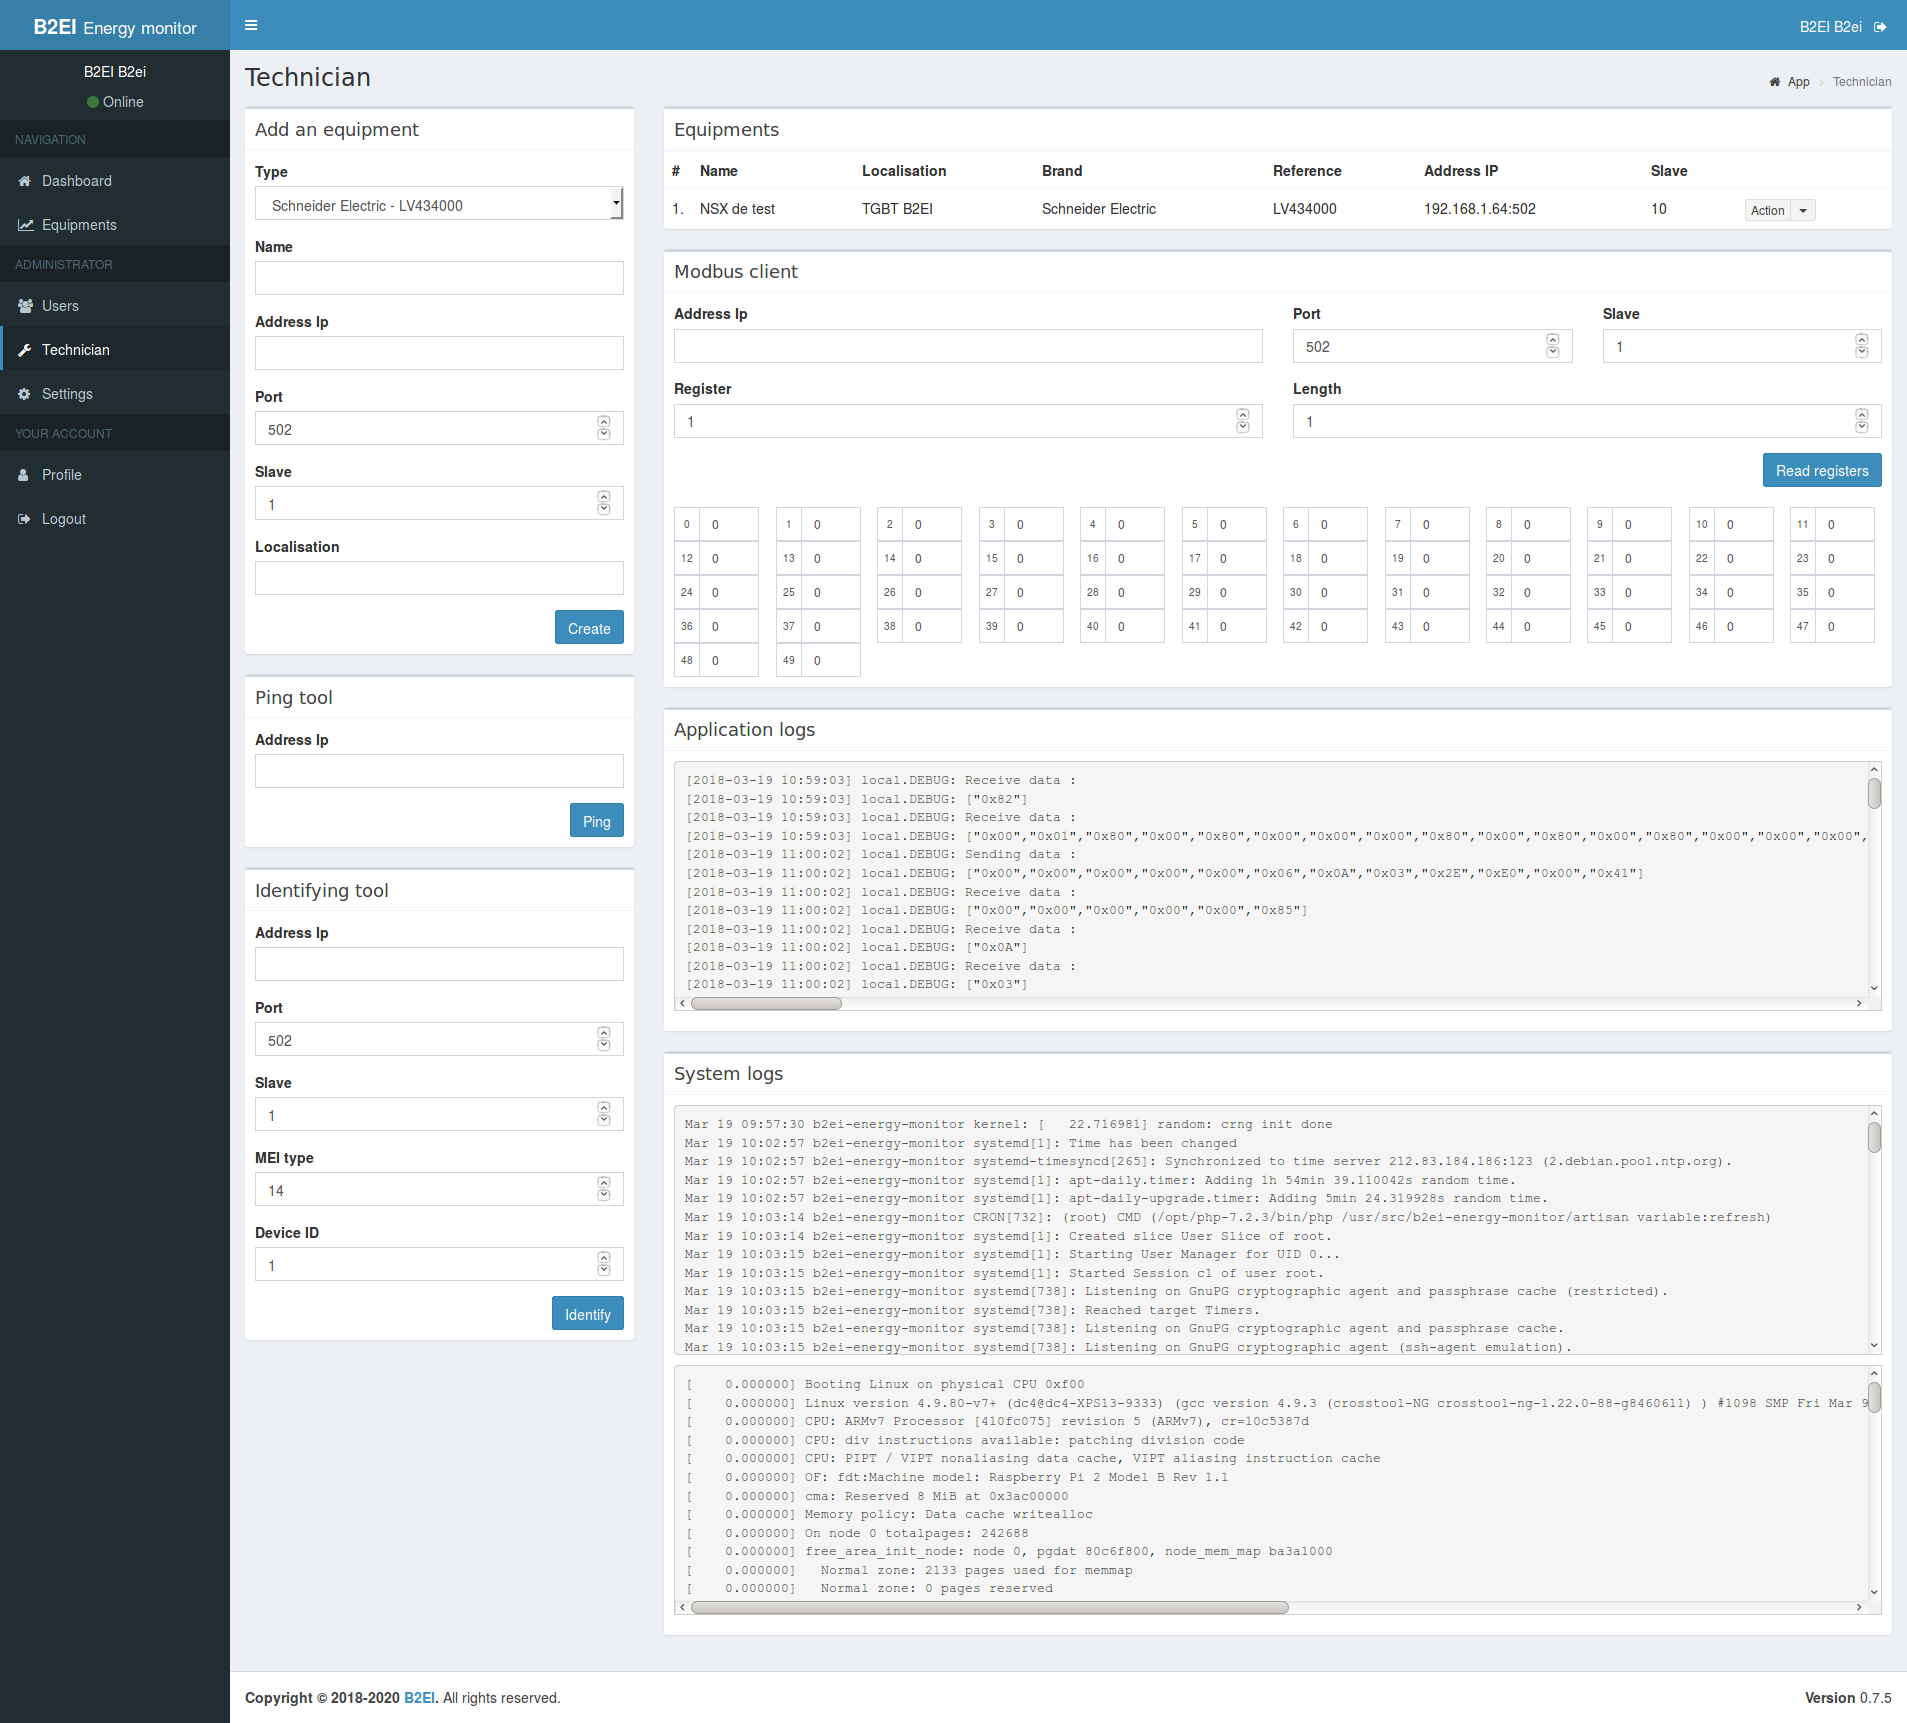 B2EI Energy monitor
B2EI B2ei
B2EI B2ei
Online
NAVIGATION
Dashboard
Equipments
ADMINISTRATOR
Users
Technician
Settings
YOUR ACCOUNT
Profile
Logout
Technician
App > Technician
Add an equipment
Type
Schneider Electric - LV434000
Name
Address Ip
Port
502
Slave
1
Localisation
Create
Ping tool
Address Ip
Ping
Identifying tool
Address Ip
Port
502
Slave
1
MEI type
14
Device ID
1
Identify
Equipments
# Name Localisation Brand Reference Address IP Slave
1. NSX de test TGBT B2EI Schneider Electric LV434000 192.168.1.64:502 10 Action
Modbus client
Address Ip Port Slave
502 1
Register Length
1 1
Read registers
0 0 1 0 2 0 3 0 4 0 5 0 6 0 7 0 8 0 9 0 10 0 11 0
12 0 13 0 14 0 15 0 16 0 17 0 18 0 19 0 20 0 21 0 22 0 23 0
24 0 25 0 26 0 27 0 28 0 29 0 30 0 31 0 32 0 33 0 34 0 35 0
36 0 37 0 38 0 39 0 40 0 41 0 42 0 43 0 44 0 45 0 46 0 47 0
48 0 49 0
Application logs
[2018-03-19 10:59:03] local.DEBUG: Receive data :
[2018-03-19 10:59:03] local.DEBUG: ["0x82"]
[2018-03-19 10:59:03] local.DEBUG: Receive data :
[2018-03-19 10:59:03] local.DEBUG: ["0x00","0x01","0x80","0x00","0x80","0x00","0x00","0x00","0x80","0x00","0x80","0x00","0x80","0x00","0x00","0x00",
[2018-03-19 11:00:02] local.DEBUG: Sending data :
[2018-03-19 11:00:02] local.DEBUG: ["0x00","0x00","0x00","0x00","0x00","0x06","0x0A","0x03","0x2E","0xE0","0x00","0x41"]
[2018-03-19 11:00:02] local.DEBUG: Receive data :
[2018-03-19 11:00:02] local.DEBUG: ["0x00","0x00","0x00","0x00","0x00","0x85"]
[2018-03-19 11:00:02] local.DEBUG: Receive data :
[2018-03-19 11:00:02] local.DEBUG: ["0x0A"]
[2018-03-19 11:00:02] local.DEBUG: Receive data :
[2018-03-19 11:00:02] local.DEBUG: ["0x03"]
System logs
Mar 19 09:57:30 b2ei-energy-monitor kernel: [   22.716981] random: crng init done
Mar 19 10:02:57 b2ei-energy-monitor systemd[1]: Time has been changed
Mar 19 10:02:57 b2ei-energy-monitor systemd-timesyncd[265]: Synchronized to time server 212.83.184.186:123 (2.debian.pool.ntp.org).
Mar 19 10:02:57 b2ei-energy-monitor systemd[1]: apt-daily.timer: Adding 1h 54min 39.110042s random time.
Mar 19 10:02:57 b2ei-energy-monitor systemd[1]: apt-daily-upgrade.timer: Adding 5min 24.319928s random time.
Mar 19 10:03:14 b2ei-energy-monitor CRON[732]: (root) CMD (/opt/php-7.2.3/bin/php /usr/src/b2ei-energy-monitor/artisan variable:refresh)
Mar 19 10:03:14 b2ei-energy-monitor systemd[1]: Created slice User Slice of root.
Mar 19 10:03:15 b2ei-energy-monitor systemd[1]: Starting User Manager for UID 0...
Mar 19 10:03:15 b2ei-energy-monitor systemd[1]: Started Session c1 of user root.
Mar 19 10:03:15 b2ei-energy-monitor systemd[738]: Listening on GnuPG cryptographic agent and passphrase cache (restricted).
Mar 19 10:03:15 b2ei-energy-monitor systemd[738]: Reached target Timers.
Mar 19 10:03:15 b2ei-energy-monitor systemd[738]: Listening on GnuPG cryptographic agent and passphrase cache.
Mar 19 10:03:15 b2ei-energy-monitor systemd[738]: Listening on GnuPG cryptographic agent (ssh-agent emulation).
[    0.000000] Booting Linux on physical CPU 0xf00
[    0.000000] Linux version 4.9.80-v7+ (dc4@dc4-XPS13-9333) (gcc version 4.9.3 (crosstool-NG crosstool-ng-1.22.0-88-g8460611) ) #1098 SMP Fri Mar 9
[    0.000000] CPU: ARMv7 Processor [410fc075] revision 5 (ARMv7), cr=10c5387d
[    0.000000] CPU: div instructions available: patching division code
[    0.000000] CPU: PIPT / VIPT nonaliasing data cache, VIPT aliasing instruction cache
[    0.000000] OF: fdt:Machine model: Raspberry Pi 2 Model B Rev 1.1
[    0.000000] cma: Reserved 8 MiB at 0x3ac00000
[    0.000000] Memory policy: Data cache writealloc
[    0.000000] On node 0 totalpages: 242688
[    0.000000] free_area_init_node: node 0, pgdat 80c6f800, node_mem_map ba3a1000
[    0.000000]   Normal zone: 2133 pages used for memmap
[    0.000000]   Normal zone: 0 pages reserved
Copyright © 2018-2020 B2EI. All rights reserved.
Version 0.7.5